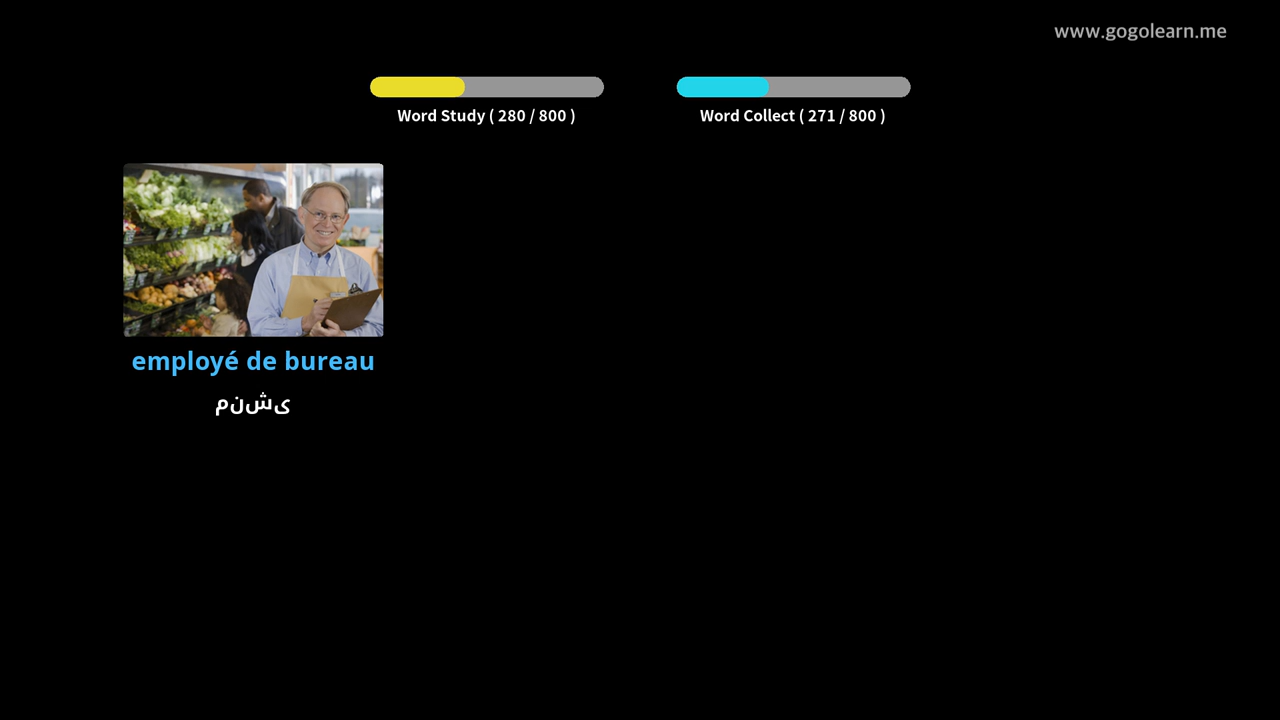 www.gogolearn.me
Word Study ( 280 / 800 )
Word Collect ( 271 / 800 )
employé de bureau
منشی